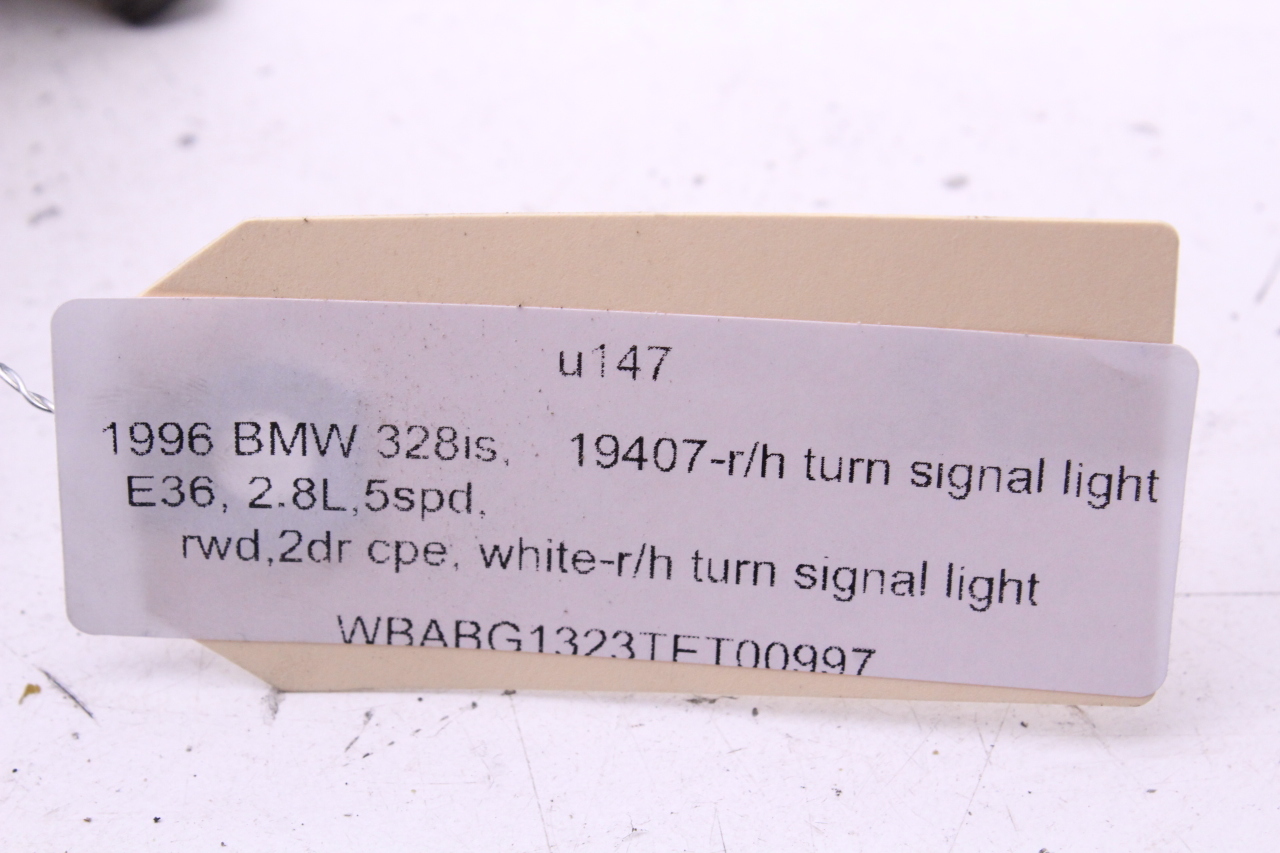 u147
1996 BMW 328is, 19407-r/h turn signal light
E36, 2.8L,5spd,
rwd,2dr cpe, white-r/h turn signal light
WBABG1323TET00997